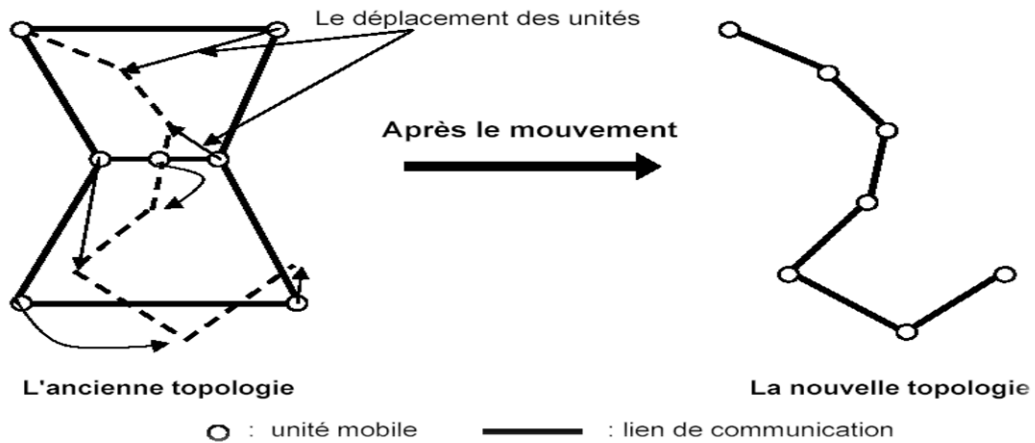 Le déplacement des unités
Après le mouvement
L'ancienne topologie
La nouvelle topologie
: unité mobile
: lien de communication